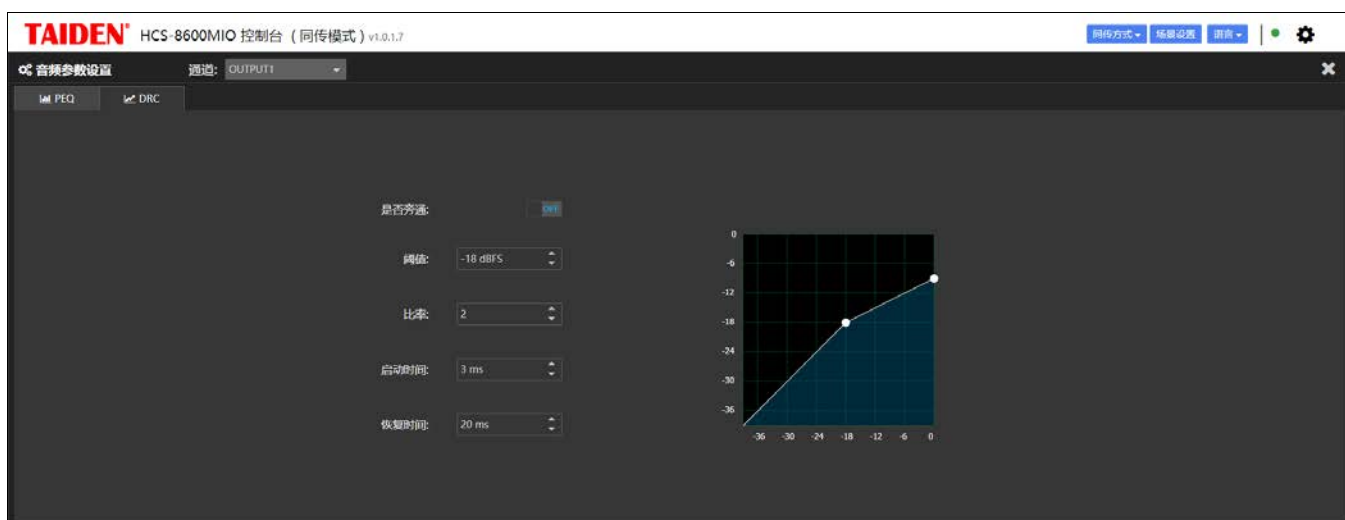 TAIDEN® HCS-8600MIO 控制台 ( 同传模式 ) v1.0.1.7 同传方式 场景设置 语言
音频参数设置 通道: OUTPUT1
PEQ DRC
是否旁通: OFF
阈值: -18 dBFS
比率: 2
启动时间: 3 ms
恢复时间: 20 ms
0
-6
-12
-18
-24
-30
-36
-36 -30 -24 -18 -12 -6 0